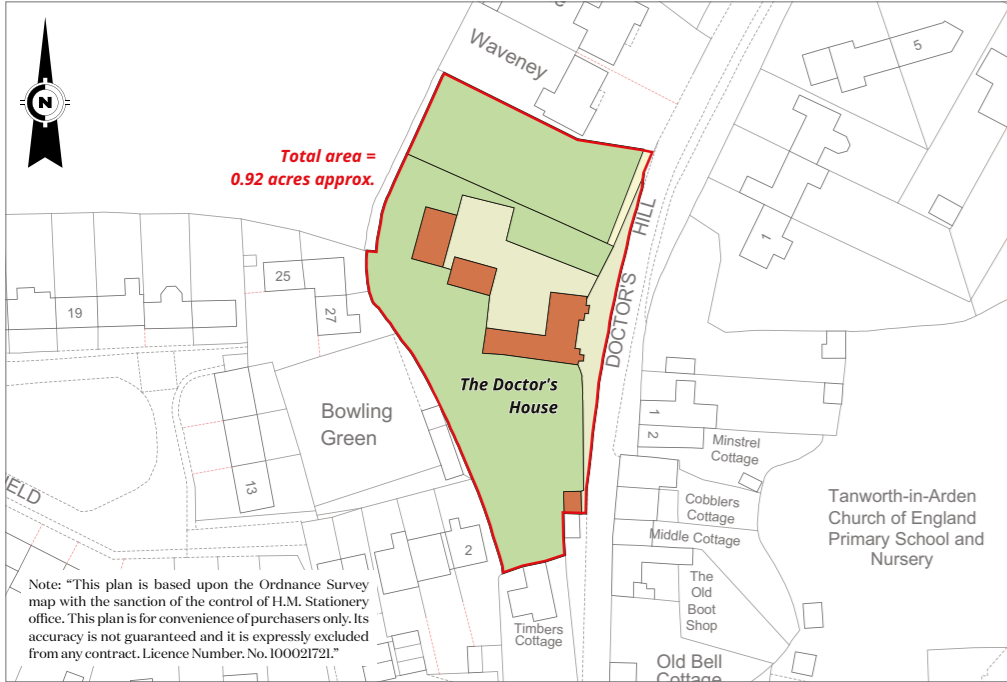 Waveney
5
N
Total area =
0.92 acres approx.
DOCTOR'S HILL
1
25
19
27
The Doctor's
House
Bowling
Green
1
2
Minstrel
Cottage
13
Cobblers
Cottage
Middle Cottage
Tanworth-in-Arden
Church of England
Primary School and
Nursery
2
The
Old
Boot
Shop
Note: “This plan is based upon the Ordnance Survey
map with the sanction of the control of H.M. Stationery
office. This plan is for convenience of purchasers only. Its
accuracy is not guaranteed and it is expressly excluded
from any contract. Licence Number. No. 100021721.”
Timbers
Cottage
Old Bell
Cottage